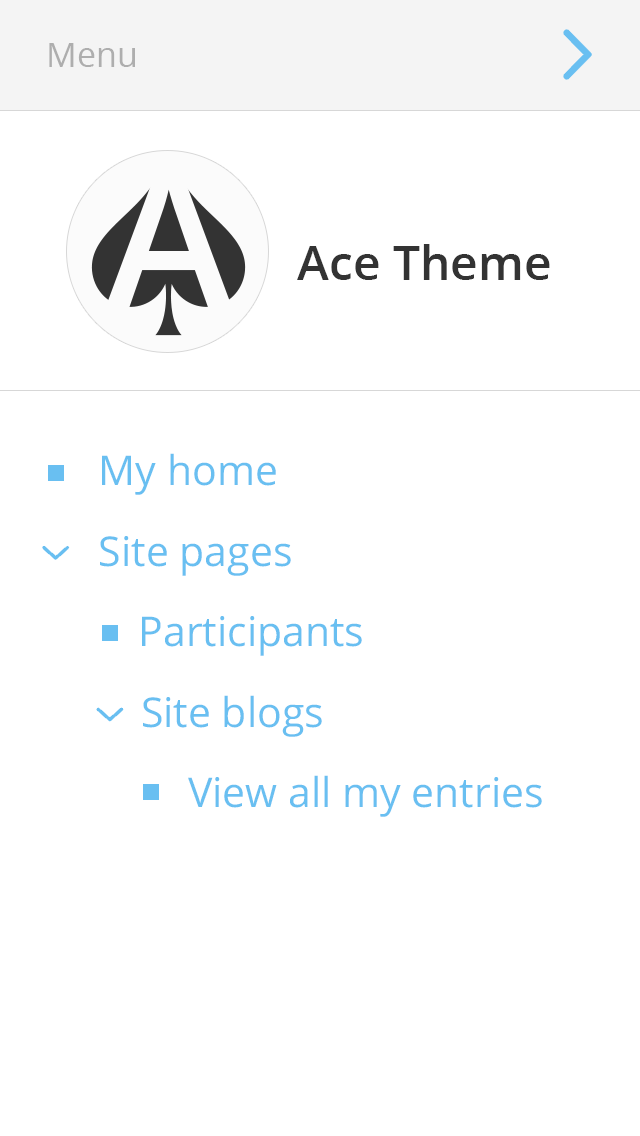 Menu
Ace Theme
My home
Site pages
Participants
Site blogs
View all my entries